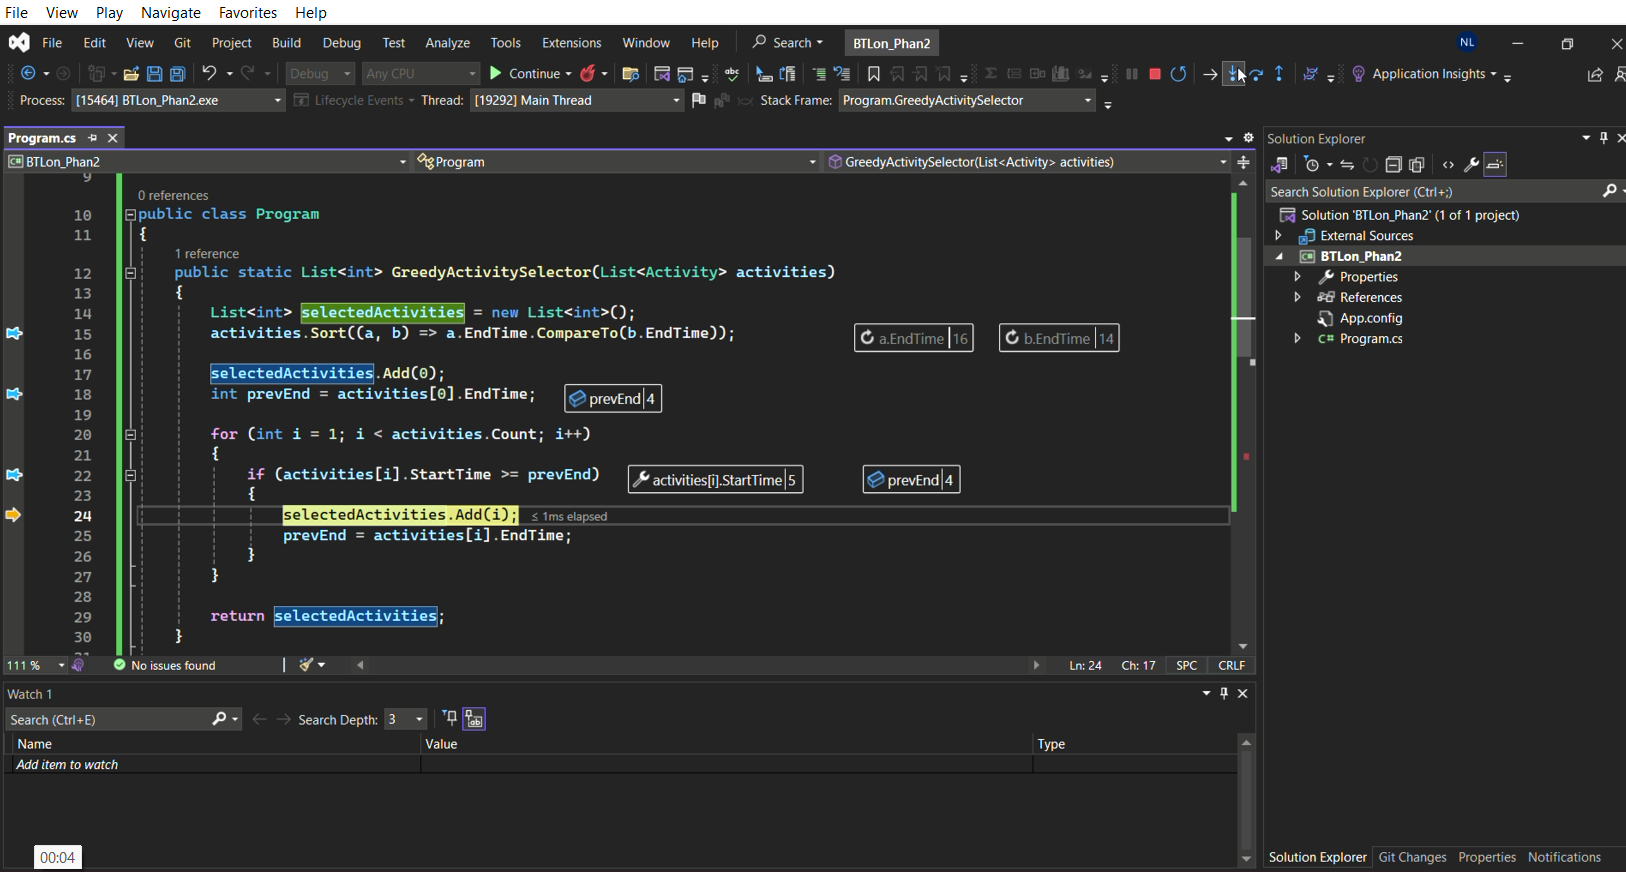 File View Play Navigate Favorites Help
File Edit View Git Project Build Debug Test Analyze Tools Extensions Window Help Search BTLon_Phan2 NL
Debug Any CPU Continue Application Insights
Process: [15464] BTLon_Phan2.exe Lifecycle Events Thread: [19292] Main Thread Stack Frame: Program.GreedyActivitySelector
Program.cs
BTLon_Phan2 Program GreedyActivitySelector(List<Activity> activities)
9
0 references
10 public class Program
11 {
1 reference
12 public static List<int> GreedyActivitySelector(List<Activity> activities)
13 {
14 List<int> selectedActivities = new List<int>();
15 activities.Sort((a, b) => a.EndTime.CompareTo(b.EndTime)); a.EndTime 16 b.EndTime 14
16
17 selectedActivities.Add(0);
18 int prevEnd = activities[0].EndTime; prevEnd 4
19
20 for (int i = 1; i < activities.Count; i++)
21 {
22 if (activities[i].StartTime >= prevEnd) activities[i].StartTime 5 prevEnd 4
23 {
24 selectedActivities.Add(i); ≤ 1ms elapsed
25 prevEnd = activities[i].EndTime;
26 }
27 }
28
29 return selectedActivities;
30 }
111 % No issues found Ln: 24 Ch: 17 SPC CRLF
Watch 1
Search (Ctrl+E) Search Depth: 3
Name Value Type
Add item to watch
00:04
Solution Explorer
Search Solution Explorer (Ctrl+;)
Solution 'BTLon_Phan2' (1 of 1 project)
External Sources
BTLon_Phan2
Properties
References
App.config
C# Program.cs
Solution Explorer Git Changes Properties Notifications